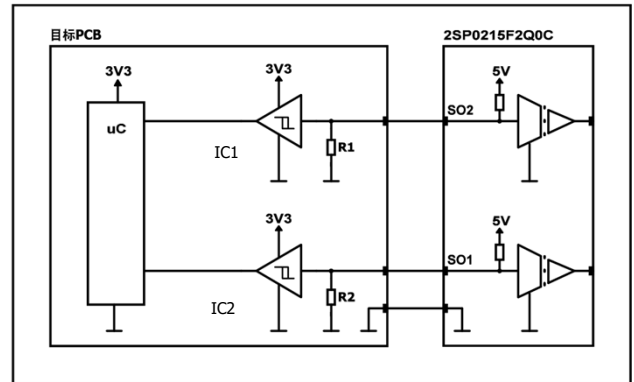 目标PCB
2SP0215F2Q0C
3V3
3V3
5V
uC
SO2
IC1
R1
3V3
5V
SO1
IC2
R2